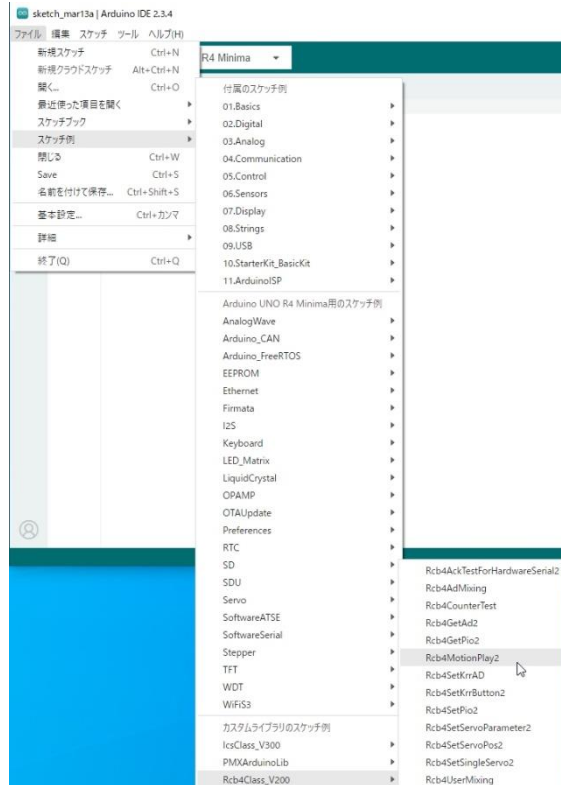 sketch_mar13a | Arduino IDE 2.3.4
ファイル 編集 スケッチ ツール ヘルプ(H)
R4 Minima
新規スケッチ Ctrl+N
新規クラウドスケッチ Alt+Ctrl+N
開く... Ctrl+O
最近使った項目を開く
スケッチブック
スケッチ例
閉じる Ctrl+W
Save Ctrl+S
名前を付けて保存... Ctrl+Shift+S
基本設定... Ctrl+カンマ
詳細
終了(Q) Ctrl+Q
付属のスケッチ例
01.Basics
02.Digital
03.Analog
04.Communication
05.Control
06.Sensors
07.Display
08.Strings
09.USB
10.StarterKit_BasicKit
11.ArduinoISP
Arduino UNO R4 Minima用のスケッチ例
AnalogWave
Arduino_CAN
Arduino_FreeRTOS
EEPROM
Ethernet
Firmata
I2S
Keyboard
LED_Matrix
LiquidCrystal
OPAMP
OTAUpdate
Preferences
RTC
SD
SDU
Servo
SoftwareATSE
SoftwareSerial
Stepper
TFT
WDT
WiFiS3
カスタムライブラリのスケッチ例
IcsClass_V300
PMXArduinoLib
Rcb4Class_V200
Rcb4AckTestForHardwareSerial2
Rcb4AdMixing
Rcb4CounterTest
Rcb4GetAd2
Rcb4GetPio2
Rcb4MotionPlay2
Rcb4SetKrrAD
Rcb4SetKrrButton2
Rcb4SetPio2
Rcb4SetServoParameter2
Rcb4SetServoPos2
Rcb4SetSingleServo2
Rcb4UserMixing